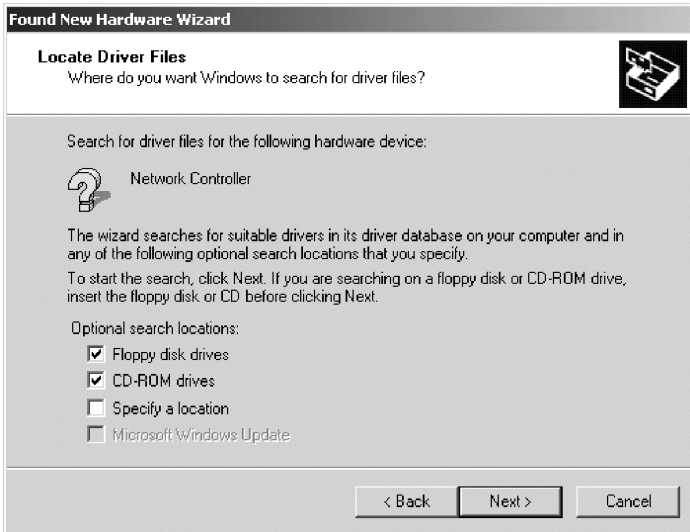 Found New Hardware Wizard
Locate Driver Files
Where do you want Windows to search for driver files?
Search for driver files for the following hardware device:
Network Controller
The wizard searches for suitable drivers in its driver database on your computer and in
any of the following optional search locations that you specify.
To start the search, click Next. If you are searching on a floppy disk or CD-ROM drive,
insert the floppy disk or CD before clicking Next.
Optional search locations:
Floppy disk drives
CD-ROM drives
Specify a location
Microsoft Windows Update
< Back Next > Cancel